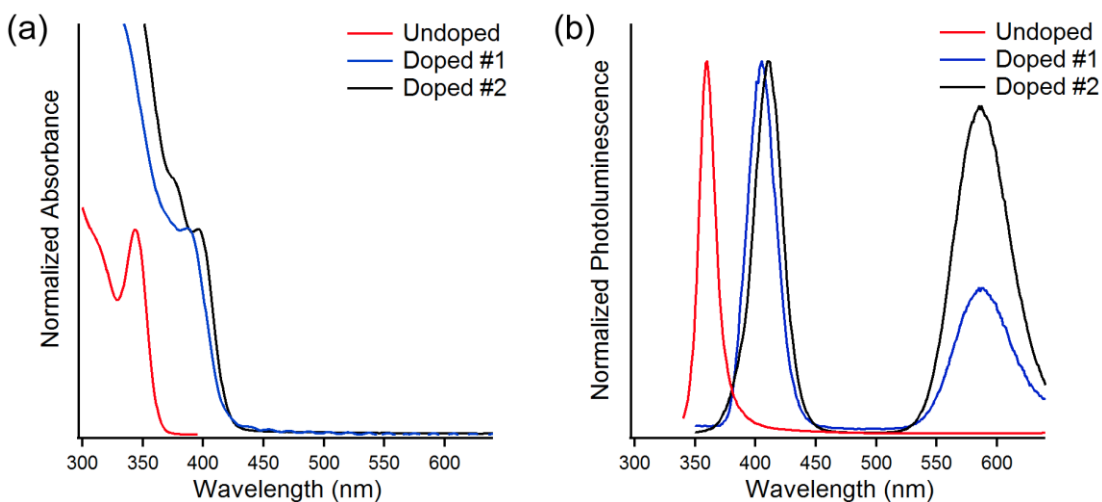 (a)
Undoped
Doped #1
Doped #2
Normalized Absorbance
300 350 400 450 500 550 600
Wavelength (nm)
(b)
Undoped
Doped #1
Doped #2
Normalized Photoluminescence
300 350 400 450 500 550 600
Wavelength (nm)